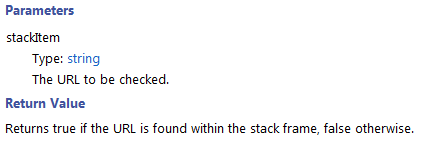 Parameters
stackItem
Type: string
The URL to be checked.
Return Value
Returns true if the URL is found within the stack frame, false otherwise.